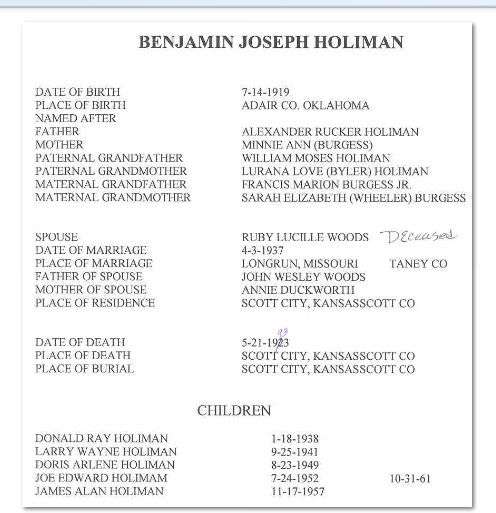 BENJAMIN JOSEPH HOLIMAN
DATE OF BIRTH 7-14-1919
PLACE OF BIRTH ADAIR CO. OKLAHOMA
NAMED AFTER
FATHER ALEXANDER RUCKER HOLIMAN
MOTHER MINNIE ANN (BURGESS)
PATERNAL GRANDFATHER WILLIAM MOSES HOLIMAN
PATERNAL GRANDMOTHER LURANA LOVE (BYLER) HOLIMAN
MATERNAL GRANDFATHER FRANCIS MARION BURGESS JR.
MATERNAL GRANDMOTHER SARAH ELIZABETH (WHEELER) BURGESS
SPOUSE RUBY LUCILLE WOODS Deceased
DATE OF MARRIAGE 4-3-1937
PLACE OF MARRIAGE LONGRUN, MISSOURI TANEY CO
FATHER OF SPOUSE JOHN WESLEY WOODS
MOTHER OF SPOUSE ANNIE DUCKWORTH
PLACE OF RESIDENCE SCOTT CITY, KANSASSCOTT CO
93
DATE OF DEATH 5-21-1923
PLACE OF DEATH SCOTT CITY, KANSASSCOTT CO
PLACE OF BURIAL SCOTT CITY, KANSASSCOTT CO
CHILDREN
DONALD RAY HOLIMAN 1-18-1938
LARRY WAYNE HOLIMAN 9-25-1941
DORIS ARLENE HOLIMAN 8-23-1949
JOE EDWARD HOLIMAM 7-24-1952 10-31-61
JAMES ALAN HOLIMAN 11-17-1957